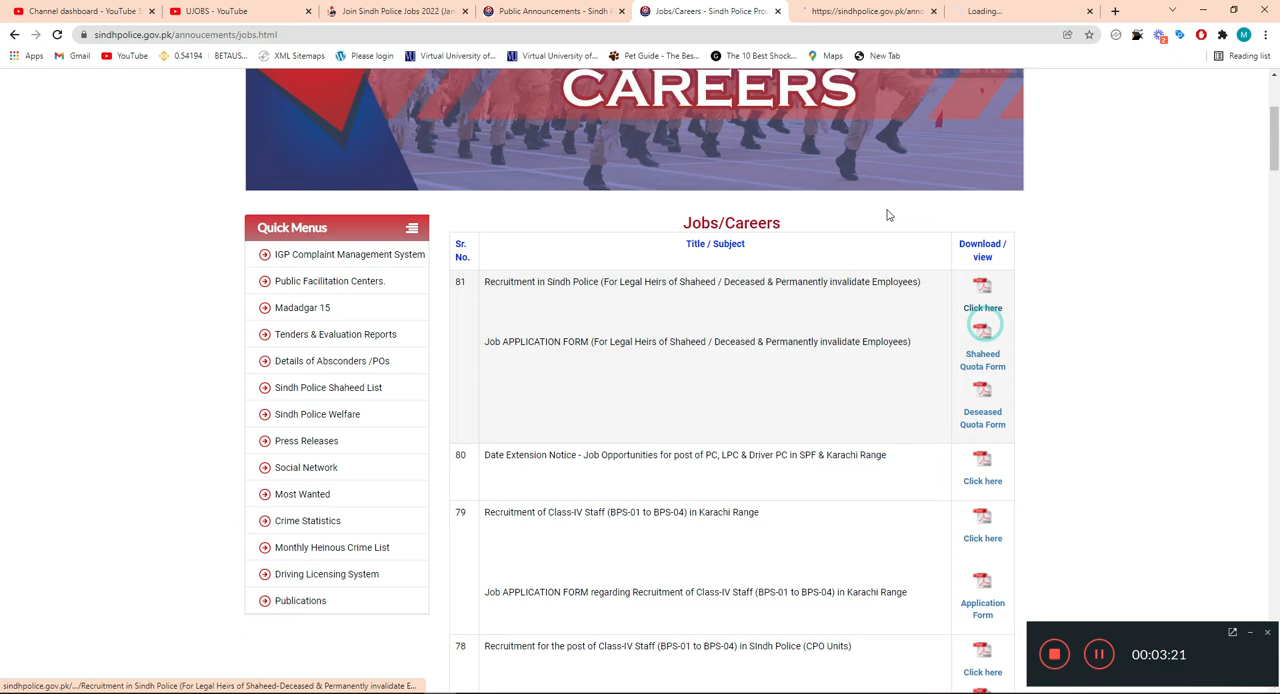 Channel dashboard - YouTube S
UJOBS - YouTube
Join Sindh Police Jobs 2022 (Jan
Public Announcements - Sindh P
Jobs/Careers - Sindh Police Prov
https://sindhpolice.gov.pk/anno
Loading...
sindhpolice.gov.pk/annoucements/jobs.html
Apps
Gmail
YouTube
0.54194 | BETAUS...
XML Sitemaps
Please login
Virtual University of...
Virtual University of...
Pet Guide - The Bes...
The 10 Best Shock...
Maps
New Tab
Reading list
CAREERS
Quick Menus
IGP Complaint Management System
Public Facilitation Centers.
Madadgar 15
Tenders & Evaluation Reports
Details of Absconders /POs
Sindh Police Shaheed List
Sindh Police Welfare
Press Releases
Social Network
Most Wanted
Crime Statistics
Monthly Heinous Crime List
Driving Licensing System
Publications
Jobs/Careers
Sr. No.
Title / Subject
Download / view
81
Recruitment in Sindh Police (For Legal Heirs of Shaheed / Deceased & Permanently invalidate Employees)
Click here
Job APPLICATION FORM (For Legal Heirs of Shaheed / Deceased & Permanently invalidate Employees)
Shaheed
Quota Form
Deseased
Quota Form
80
Date Extension Notice - Job Opportunities for post of PC, LPC & Driver PC in SPF & Karachi Range
Click here
79
Recruitment of Class-IV Staff (BPS-01 to BPS-04) in Karachi Range
Click here
Job APPLICATION FORM regarding Recruitment of Class-IV Staff (BPS-01 to BPS-04) in Karachi Range
Application
Form
78
Recruitment for the post of Class-IV Staff (BPS-01 to BPS-04) in SIndh Police (CPO Units)
Click here
00:03:21
sindhpolice.gov.pk/.../Recruitment in Sindh Police (For Legal Heirs of Shaheed-Deceased & Permanently invalidate E...